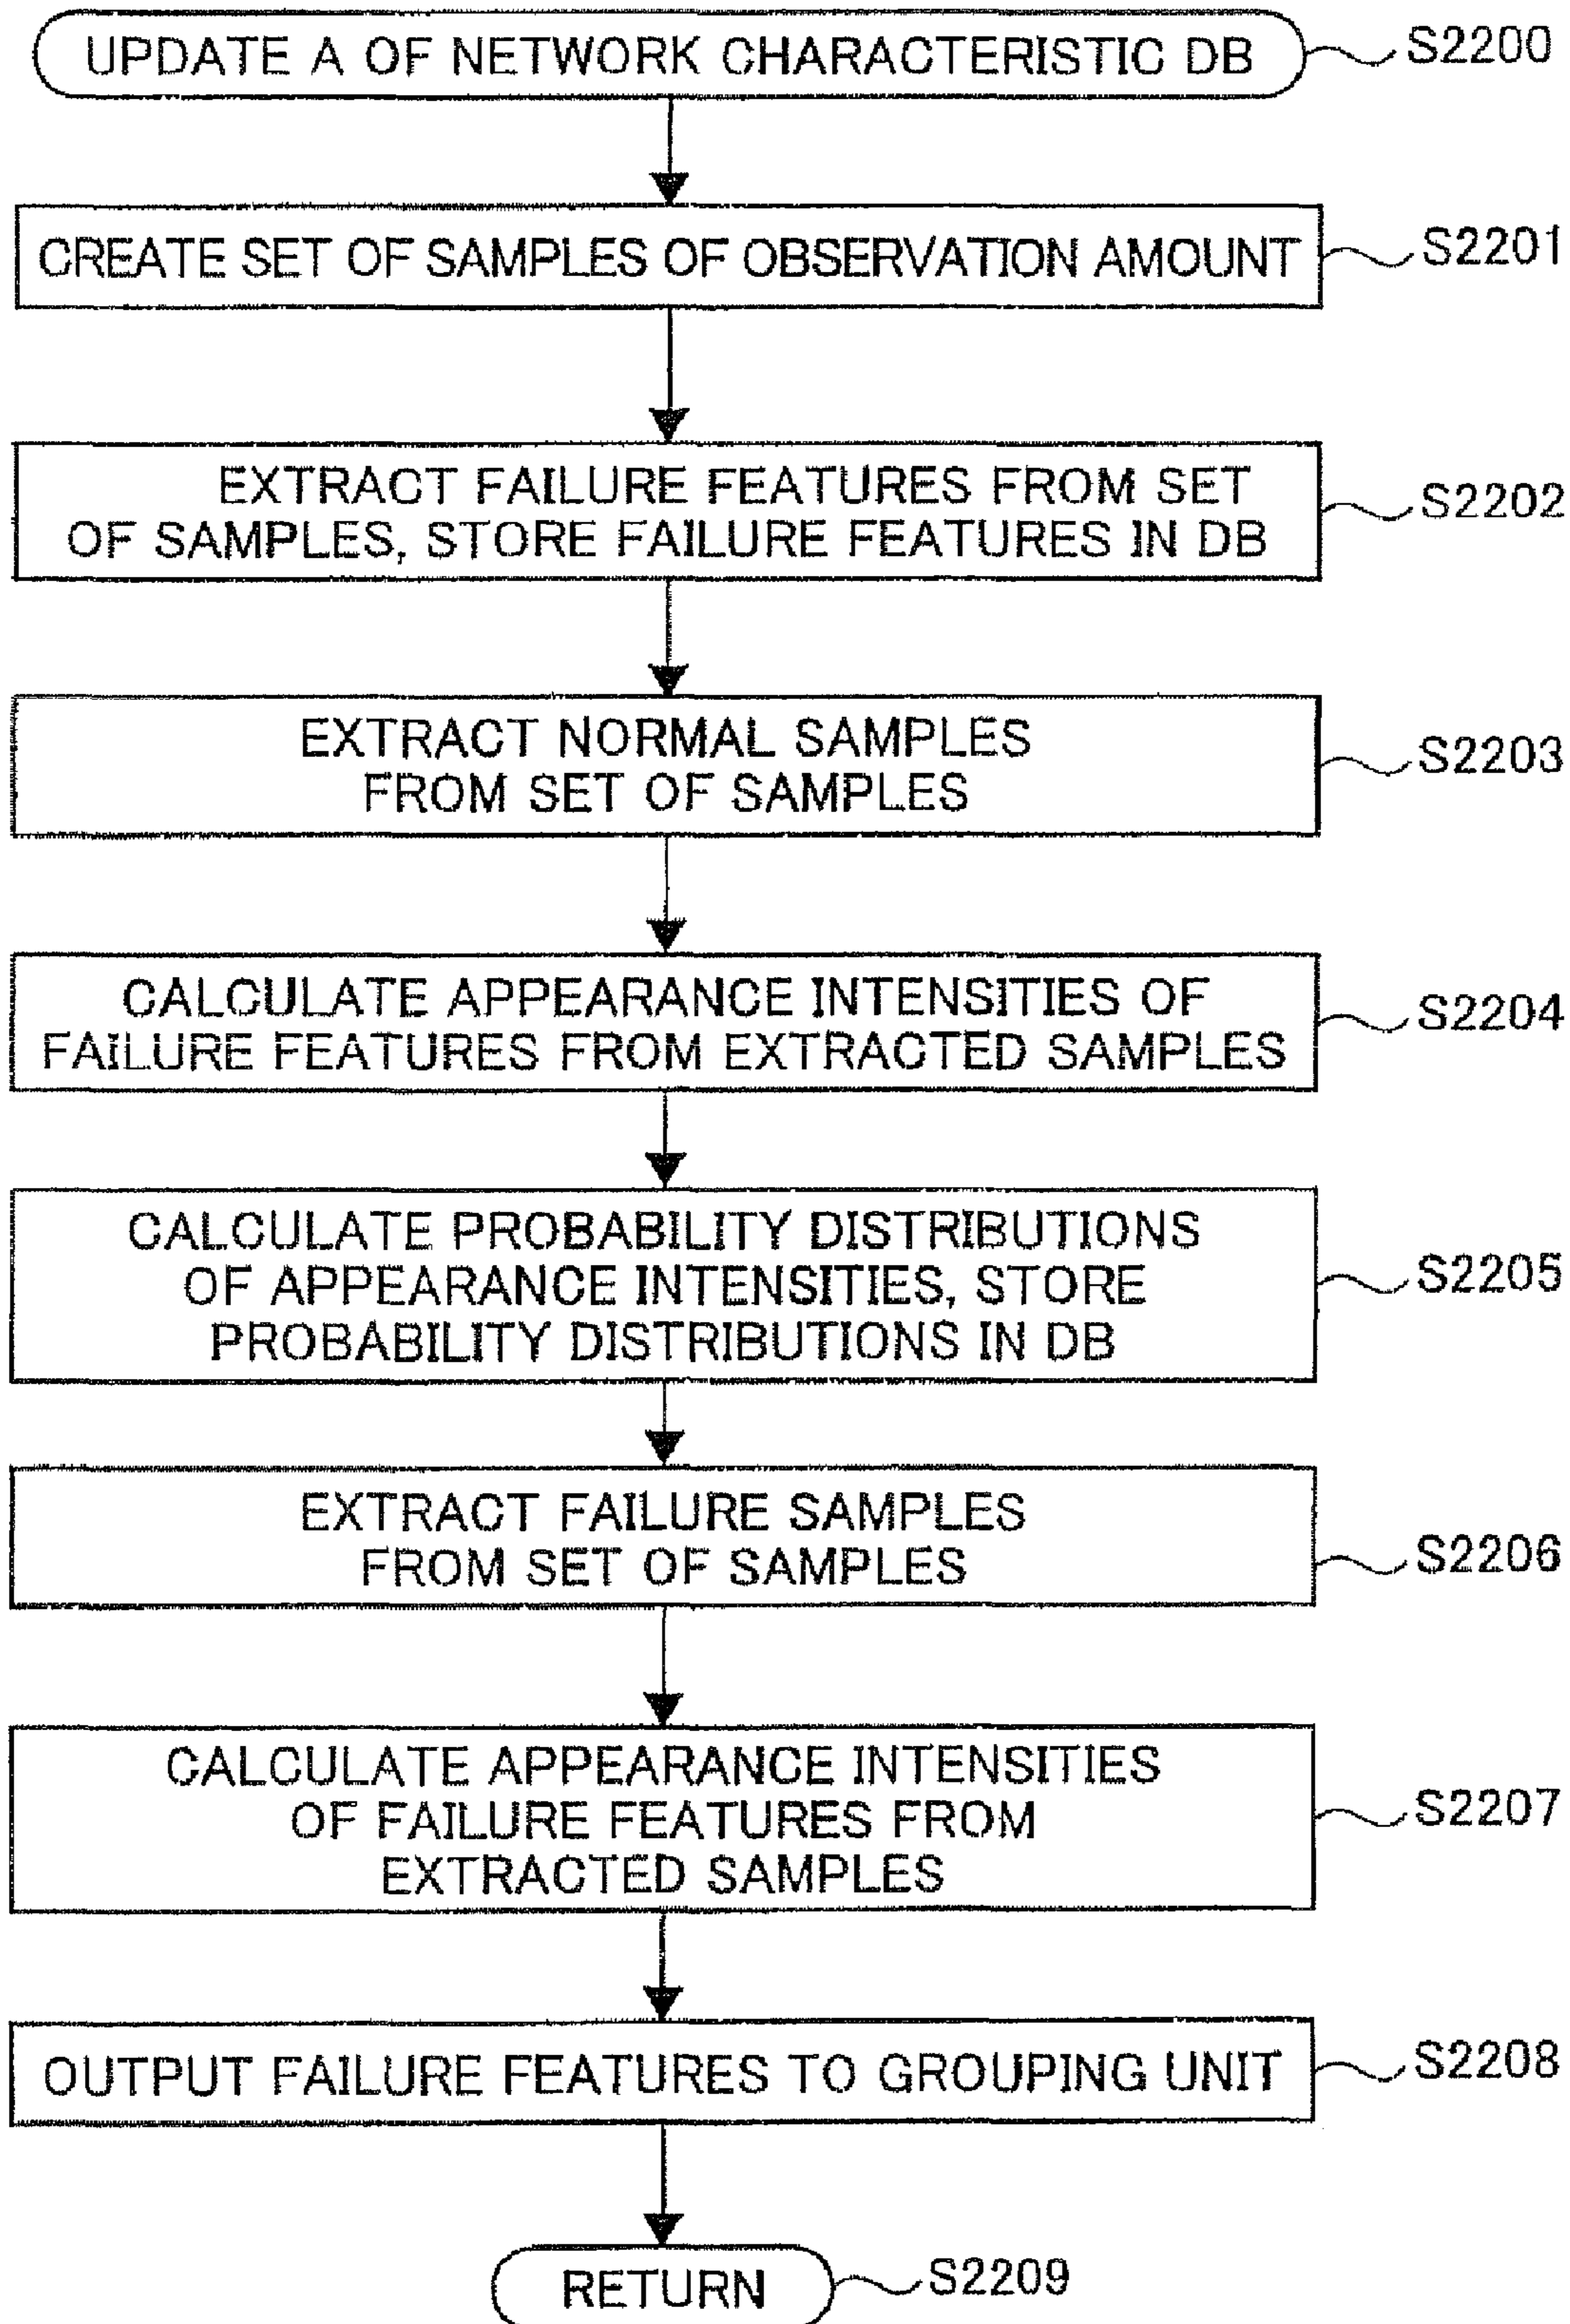 UPDATE A OF NETWORK CHARACTERISTIC DB
S2200
CREATE SET OF SAMPLES OF OBSERVATION AMOUNT
S2201
EXTRACT FAILURE FEATURES FROM SET
OF SAMPLES, STORE FAILURE FEATURES IN DB
S2202
EXTRACT NORMAL SAMPLES
FROM SET OF SAMPLES
S2203
CALCULATE APPEARANCE INTENSITIES OF
FAILURE FEATURES FROM EXTRACTED SAMPLES
S2204
CALCULATE PROBABILITY DISTRIBUTIONS
OF APPEARANCE INTENSITIES, STORE
PROBABILITY DISTRIBUTIONS IN DB
S2205
EXTRACT FAILURE SAMPLES
FROM SET OF SAMPLES
S2206
CALCULATE APPEARANCE INTENSITIES
OF FAILURE FEATURES FROM
EXTRACTED SAMPLES
S2207
OUTPUT FAILURE FEATURES TO GROUPING UNIT
S2208
RETURN
S2209